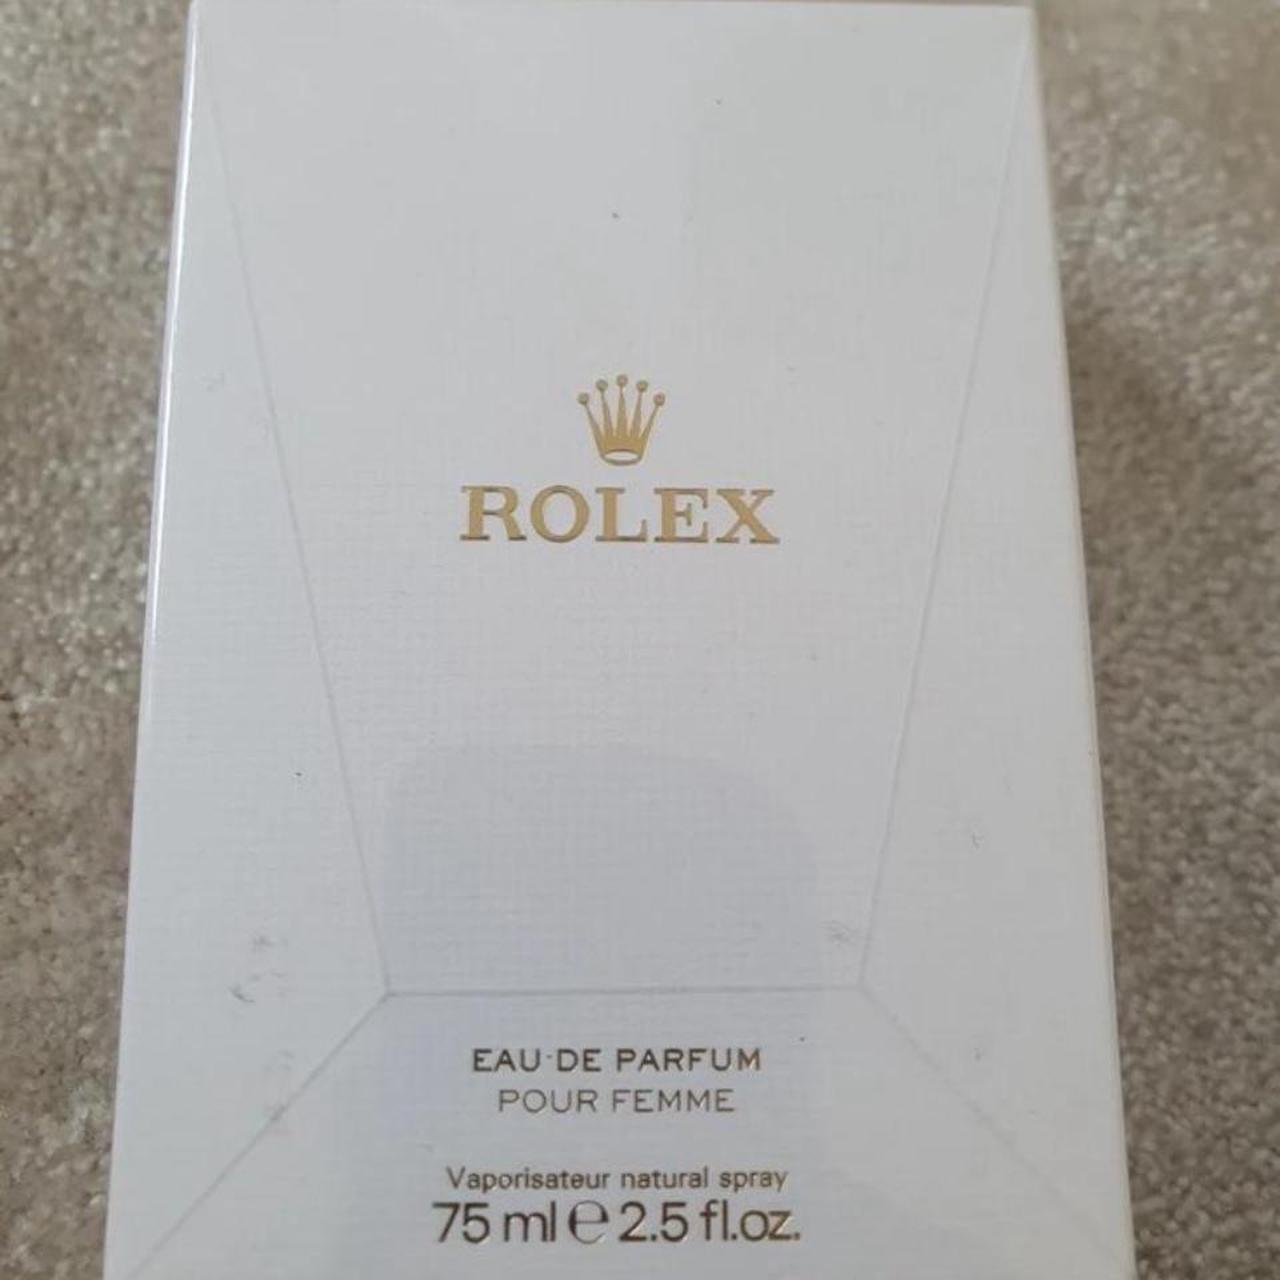 ROLEX
EAU·DE PARFUM
POUR FEMME
Vaporisateur natural spray
75 ml ℮ 2.5 fl.oz.